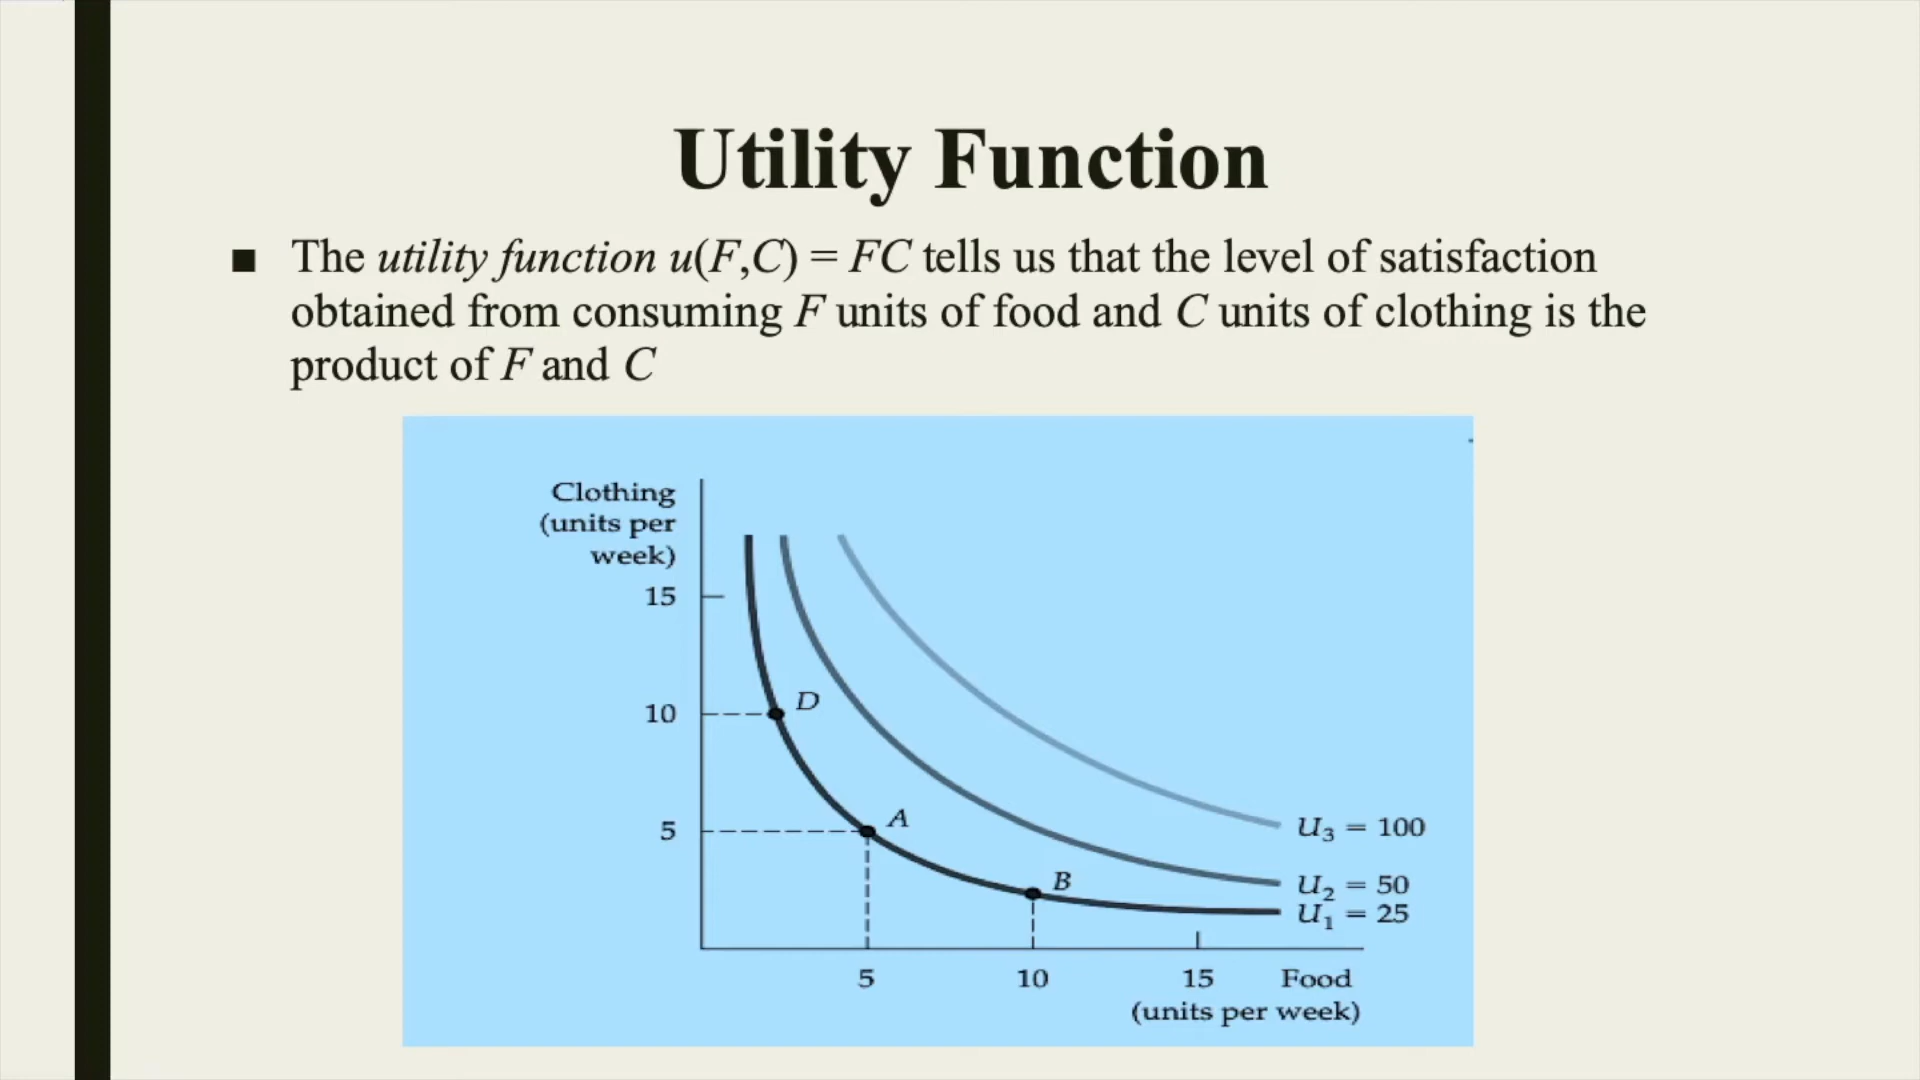 Utility Function
■ The utility function u(F,C) = FC tells us that the level of satisfaction
obtained from consuming F units of food and C units of clothing is the
product of F and C
Clothing
(units per
week)
15
10
5
D
A
B
U₃ = 100
U₂ = 50
U₁ = 25
5 10 15 Food
(units per week)